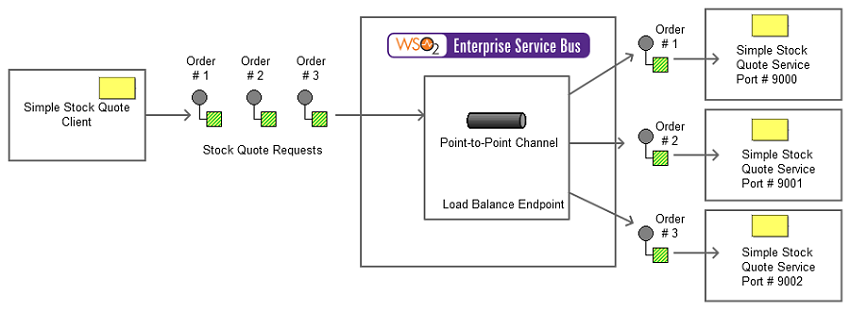 Simple Stock Quote
Client
Order
# 1
Order
# 2
Order
# 3
Stock Quote Requests
WSO2 Enterprise Service Bus
Point-to-Point Channel
Load Balance Endpoint
Order
# 1
Order
# 2
Order
# 3
Simple Stock
Quote Service
Port # 9000
Simple Stock
Quote Service
Port # 9001
Simple Stock
Quote Service
Port # 9002